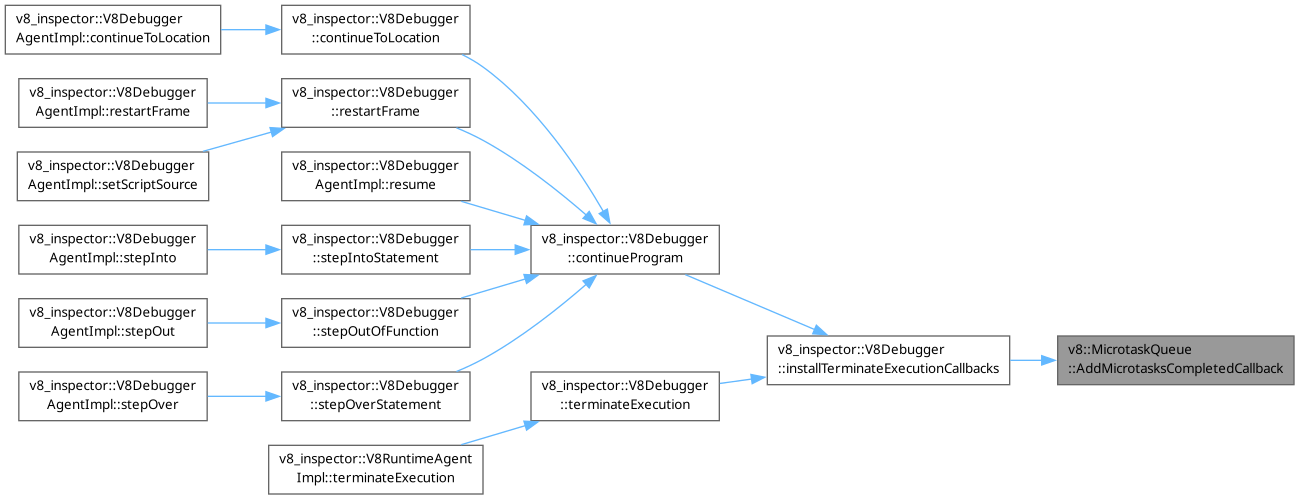 v8_inspector::V8Debugger
AgentImpl::continueToLocation
v8_inspector::V8Debugger
::continueToLocation
v8_inspector::V8Debugger
AgentImpl::restartFrame
v8_inspector::V8Debugger
::restartFrame
v8_inspector::V8Debugger
AgentImpl::setScriptSource
v8_inspector::V8Debugger
AgentImpl::resume
v8_inspector::V8Debugger
AgentImpl::stepInto
v8_inspector::V8Debugger
::stepIntoStatement
v8_inspector::V8Debugger
::continueProgram
v8_inspector::V8Debugger
AgentImpl::stepOut
v8_inspector::V8Debugger
::stepOutOfFunction
v8_inspector::V8Debugger
::installTerminateExecutionCallbacks
v8::MicrotaskQueue
::AddMicrotasksCompletedCallback
v8_inspector::V8Debugger
AgentImpl::stepOver
v8_inspector::V8Debugger
::stepOverStatement
v8_inspector::V8Debugger
::terminateExecution
v8_inspector::V8RuntimeAgent
Impl::terminateExecution